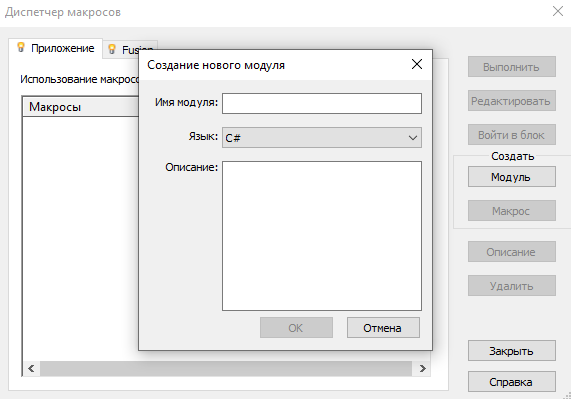 Диспетчер макросов
Приложение
Fusion
Использование макросо
Макросы
Создание нового модуля
Имя модуля:
Язык:
C#
Описание:
OK
Отмена
Выполнить
Редактировать
Войти в блок
Создать
Модуль
Макрос
Описание
Удалить
Закрыть
Справка